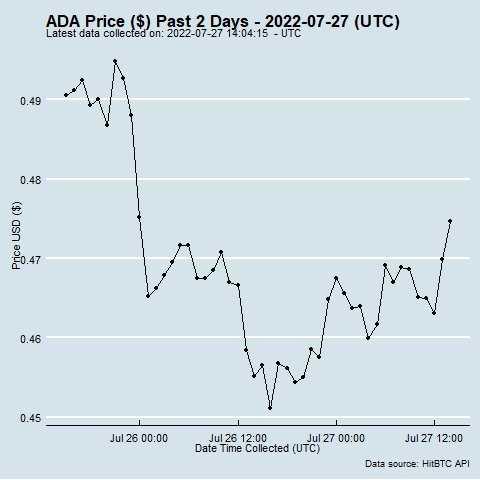 ADA Price ($) Past 2 Days - 2022-07-27 (UTC)
Latest data collected on: 2022-07-27 14:04:15 - UTC
Price USD ($)
0.49
0.48
0.47
0.46
0.45
Jul 26 00:00 Jul 26 12:00 Jul 27 00:00 Jul 27 12:00
Date Time Collected (UTC)
Data source: HitBTC API